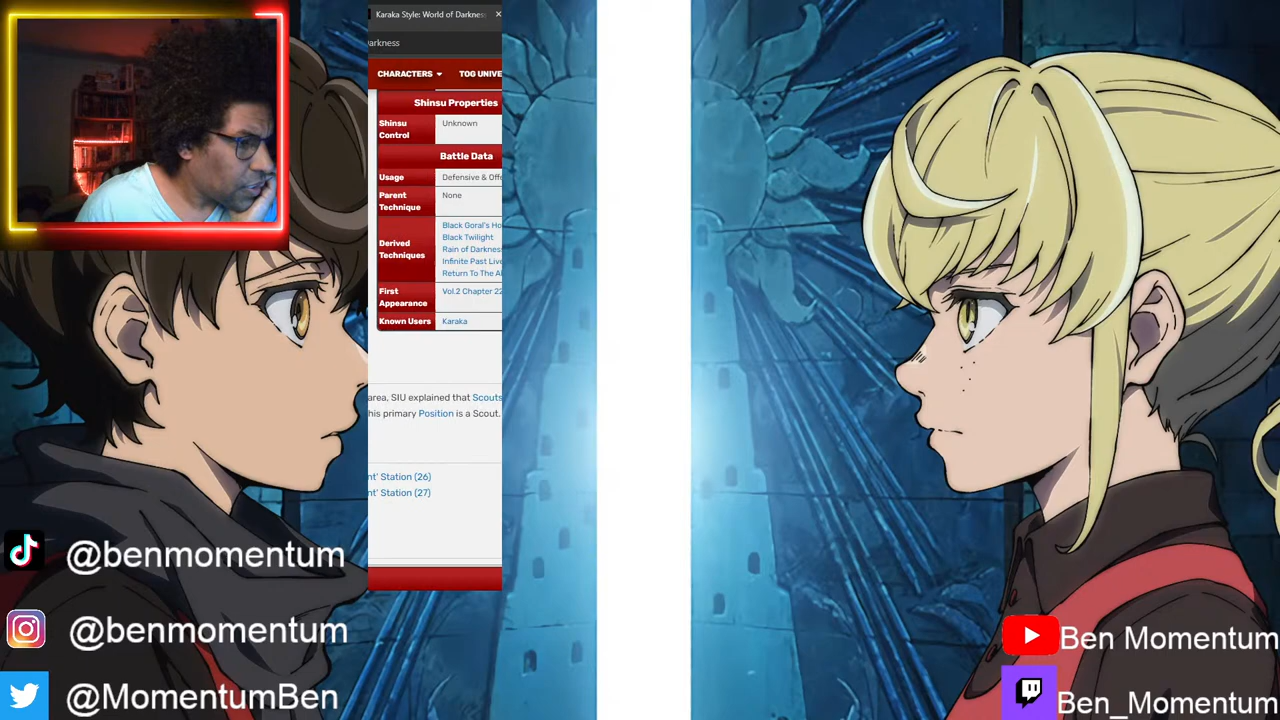 Karaka Style: World of Darkness
Darkness
CHARACTERS
TOG UNIVE
Shinsu Properties
Shinsu Control
Unknown
Battle Data
Usage
Defensive & Offe
Parent Technique
None
Derived Techniques
Black Goral's Ho
Black Twilight
Rain of Darkness
Infinite Past Live
Return To The Al
First Appearance
Vol.2 Chapter 22
Known Users
Karaka
area, SIU explained that Scouts
his primary Position is a Scout.
nt' Station (26)
nt' Station (27)
@benmomentum
@benmomentum
@MomentumBen
Ben Momentum
Ben_Momentum